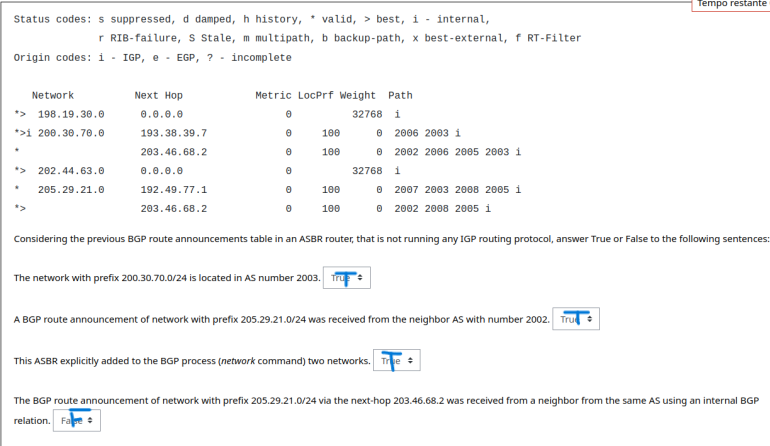 Tempo restante
Status codes: s suppressed, d damped, h history, * valid, > best, i - internal,
r RIB-failure, S Stale, m multipath, b backup-path, x best-external, f RT-Filter
Origin codes: i - IGP, e - EGP, ? - incomplete
Network Next Hop Metric LocPrf Weight Path
*> 198.19.30.0 0.0.0.0 0 32768 i
*>i 200.30.70.0 193.38.39.7 0 100 0 2006 2003 i
* 203.46.68.2 0 100 0 2002 2006 2005 2003 i
*> 202.44.63.0 0.0.0.0 0 32768 i
* 205.29.21.0 192.49.77.1 0 100 0 2007 2003 2008 2005 i
*> 203.46.68.2 0 100 0 2002 2008 2005 i
Considering the previous BGP route announcements table in an ASBR router, that is not running any IGP routing protocol, answer True or False to the following sentences:
The network with prefix 200.30.70.0/24 is located in AS number 2003. True T
A BGP route announcement of network with prefix 205.29.21.0/24 was received from the neighbor AS with number 2002. True T
This ASBR explicitly added to the BGP process (network command) two networks. True T
The BGP route announcement of network with prefix 205.29.21.0/24 via the next-hop 203.46.68.2 was received from a neighbor from the same AS using an internal BGP
relation. False F